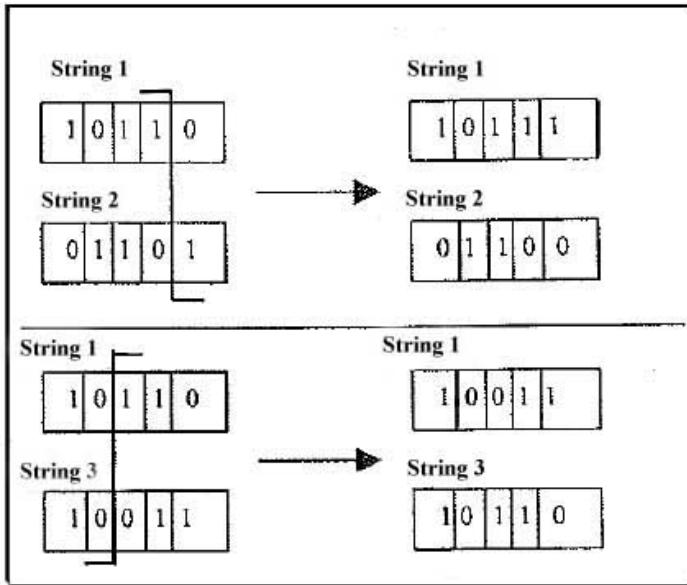 String 1 String 1
1 0 1 1 0 1 0 1 1 1
String 2 String 2
0 1 1 0 1 0 1 1 0 0
String 1 String 1
1 0 1 1 0 1 0 0 1 1
String 3 String 3
1 0 0 1 1 1 0 1 1 0